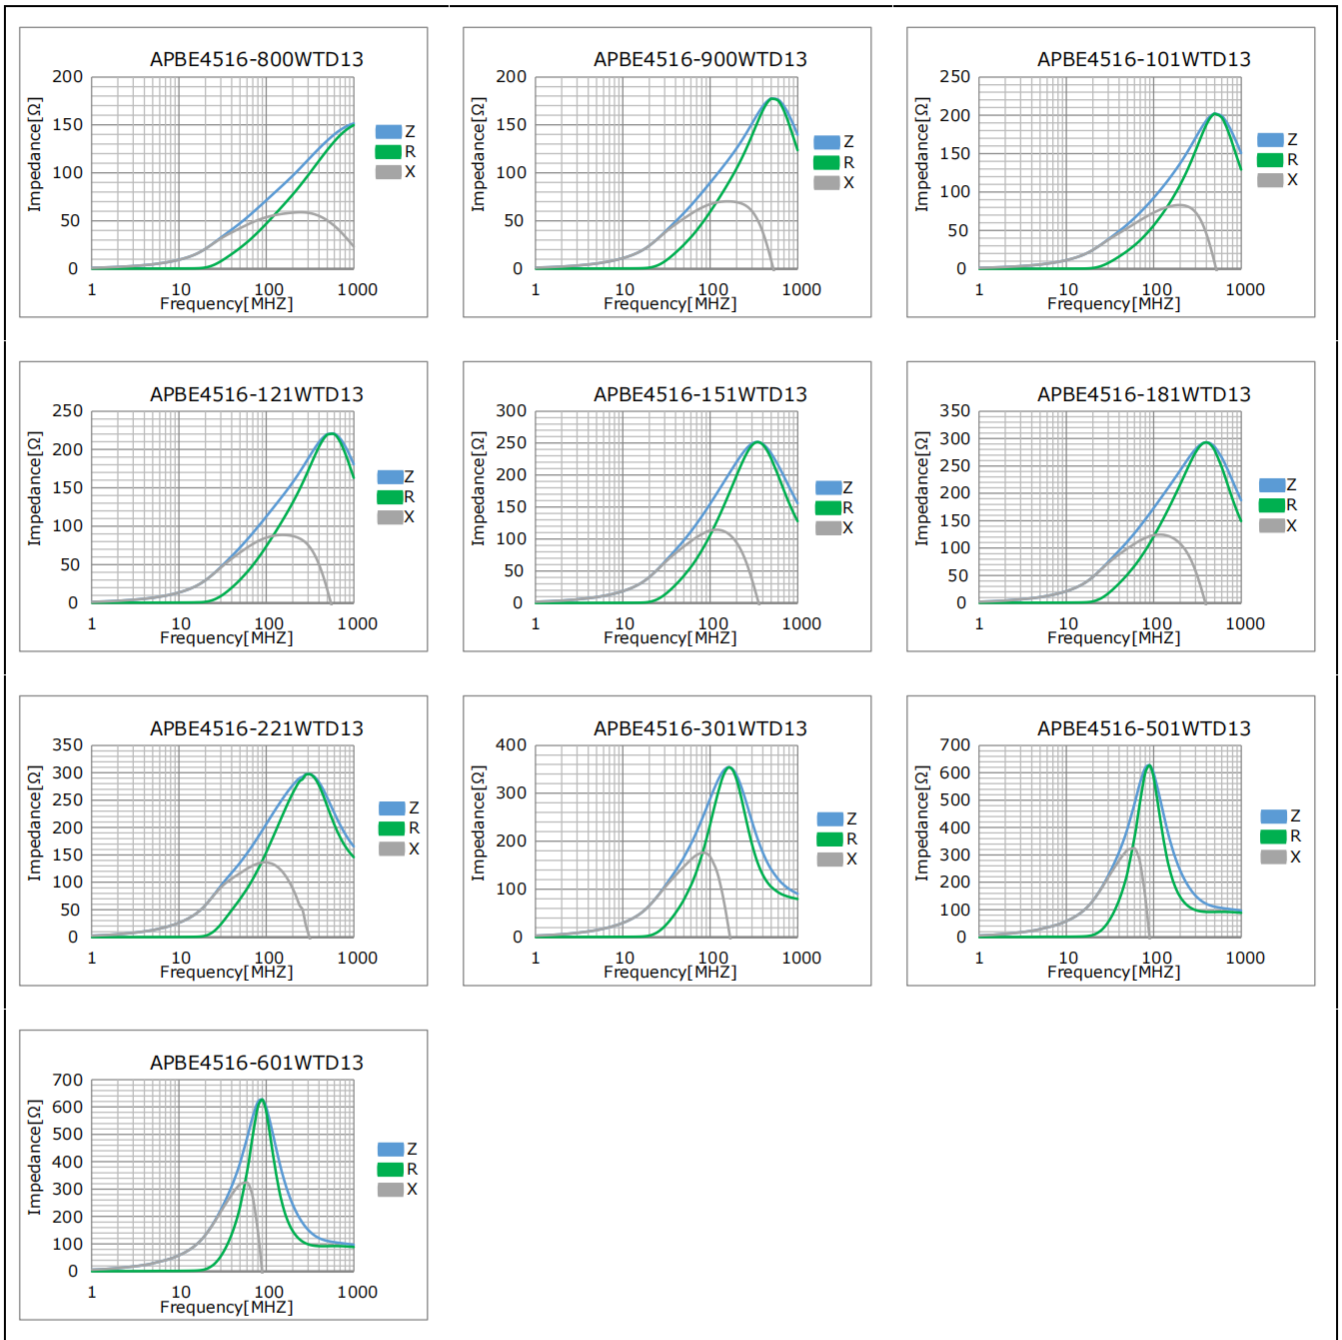 APBE4516-800WTD13
Impedance[Ω]
200
150
100
50
0
1 10 100 1000
Frequency[MHZ]
Z
R
X
APBE4516-900WTD13
Impedance[Ω]
200
150
100
50
0
1 10 100 1000
Frequency[MHZ]
Z
R
X
APBE4516-101WTD13
Impedance[Ω]
250
200
150
100
50
0
1 10 100 1000
Frequency[MHZ]
Z
R
X
APBE4516-121WTD13
Impedance[Ω]
250
200
150
100
50
0
1 10 100 1000
Frequency[MHZ]
Z
R
X
APBE4516-151WTD13
Impedance[Ω]
300
250
200
150
100
50
0
1 10 100 1000
Frequency[MHZ]
Z
R
X
APBE4516-181WTD13
Impedance[Ω]
350
300
250
200
150
100
50
0
1 10 100 1000
Frequency[MHZ]
Z
R
X
APBE4516-221WTD13
Impedance[Ω]
350
300
250
200
150
100
50
0
1 10 100 1000
Frequency[MHZ]
Z
R
X
APBE4516-301WTD13
Impedance[Ω]
400
300
200
100
0
1 10 100 1000
Frequency[MHZ]
Z
R
X
APBE4516-501WTD13
Impedance[Ω]
700
600
500
400
300
200
100
0
1 10 100 1000
Frequency[MHZ]
Z
R
X
APBE4516-601WTD13
Impedance[Ω]
700
600
500
400
300
200
100
0
1 10 100 1000
Frequency[MHZ]
Z
R
X